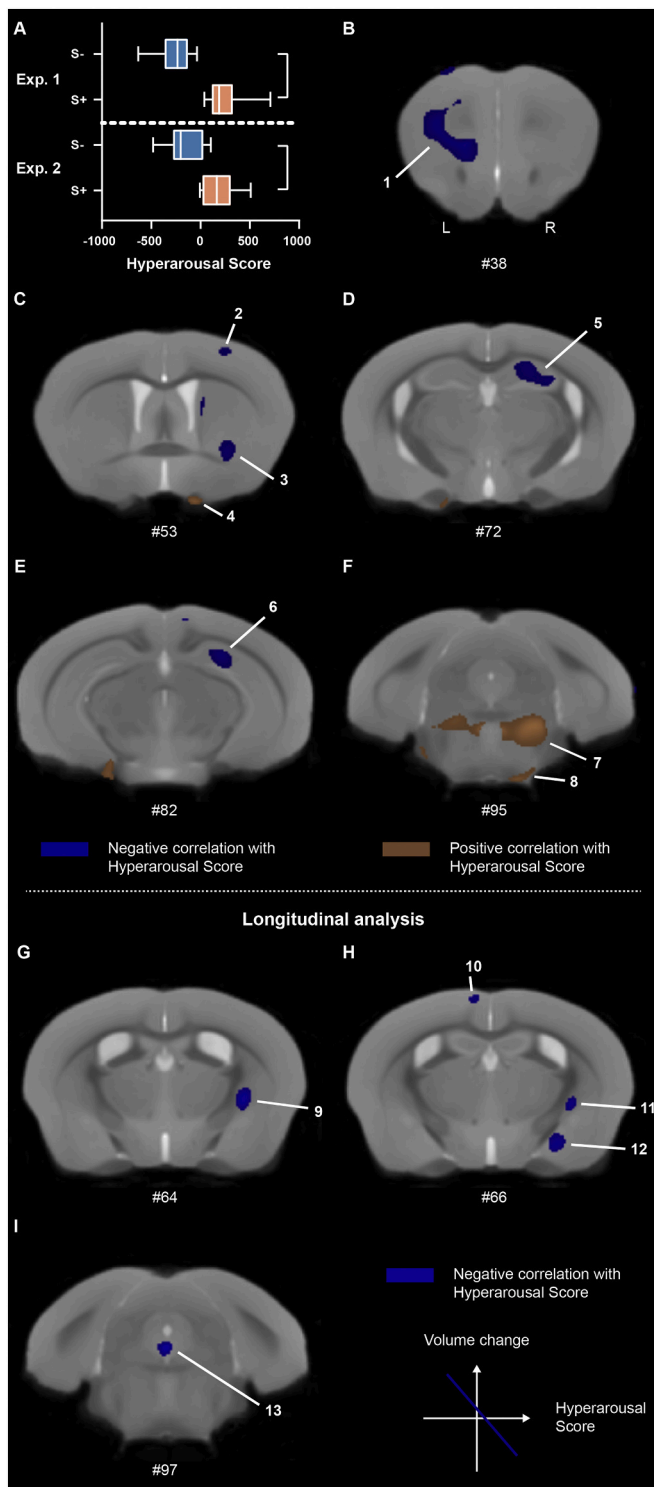 A
B
S-
Exp. 1
S+
S-
Exp. 2
S+
-1000 -500 0 500 1000
Hyperarousal Score
1
L R
#38
C
D
2
3
4
#53
5
#72
E
F
6
#82
7
8
#95
Negative correlation with
Hyperarousal Score
Positive correlation with
Hyperarousal Score
Longitudinal analysis
G
H
9
#64
10
11
12
#66
I
13
#97
Negative correlation with
Hyperarousal Score
Volume change
Hyperarousal
Score